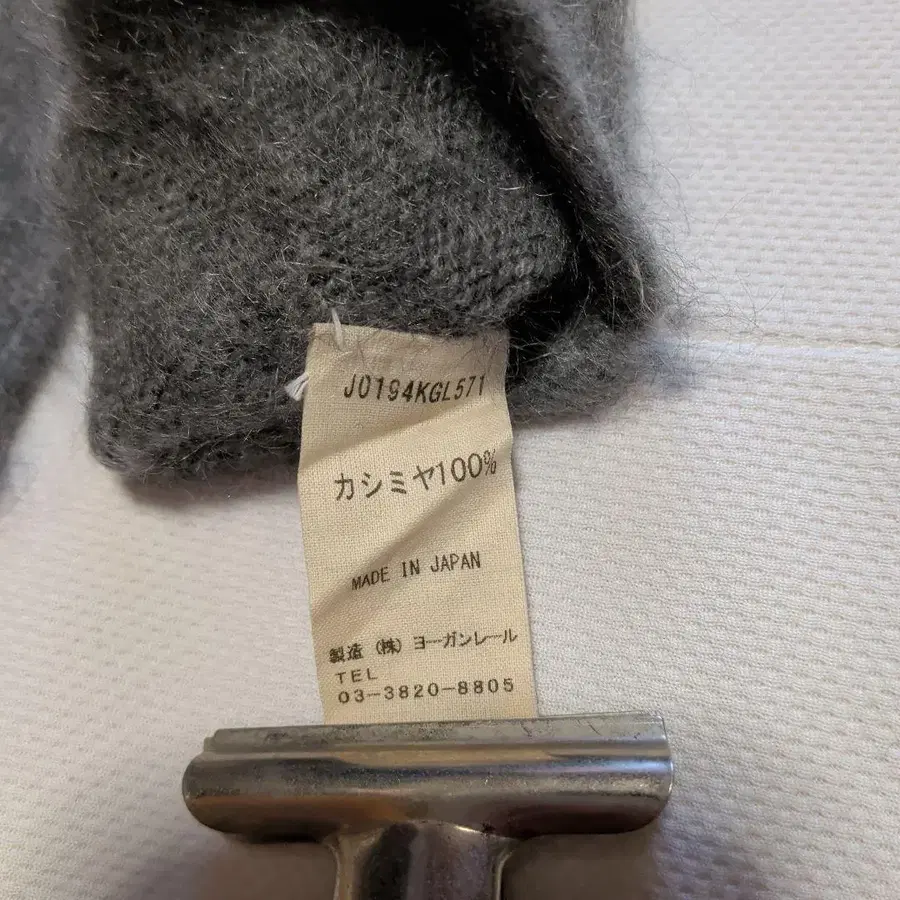 J0194KGL571
カシミヤ100%
MADE IN JAPAN
製造 (株) ヨーガンレール
TEL
03-3820-8805